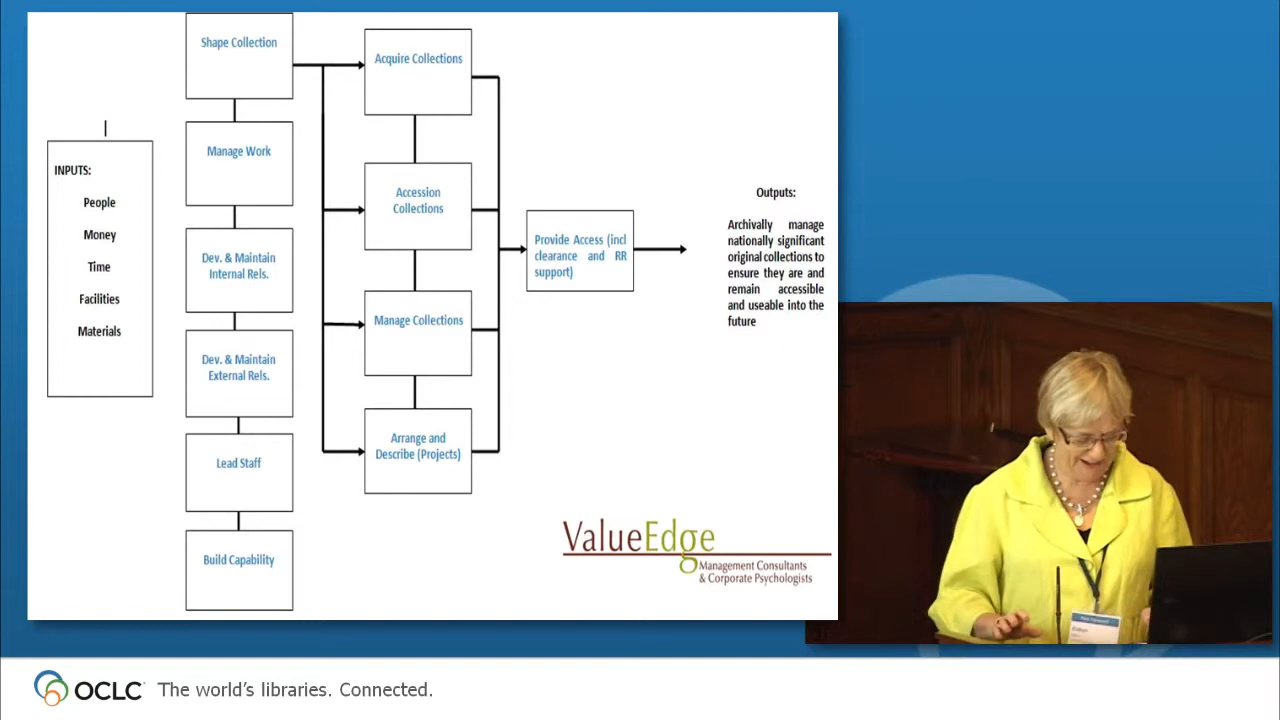 INPUTS:
People
Money
Time
Facilities
Materials
Shape Collection
Manage Work
Dev. & Maintain
Internal Rels.
Dev. & Maintain
External Rels.
Lead Staff
Build Capability
Acquire Collections
Accession
Collections
Manage Collections
Arrange and
Describe (Projects)
Provide Access (incl
clearance and RR
support)
Outputs:
Archivally manage
nationally significant
original collections to
ensure they are and
remain accessible
and useable into the
future
ValueEdge
Management Consultants
& Corporate Psychologists
OCLC
The world's libraries. Connected.